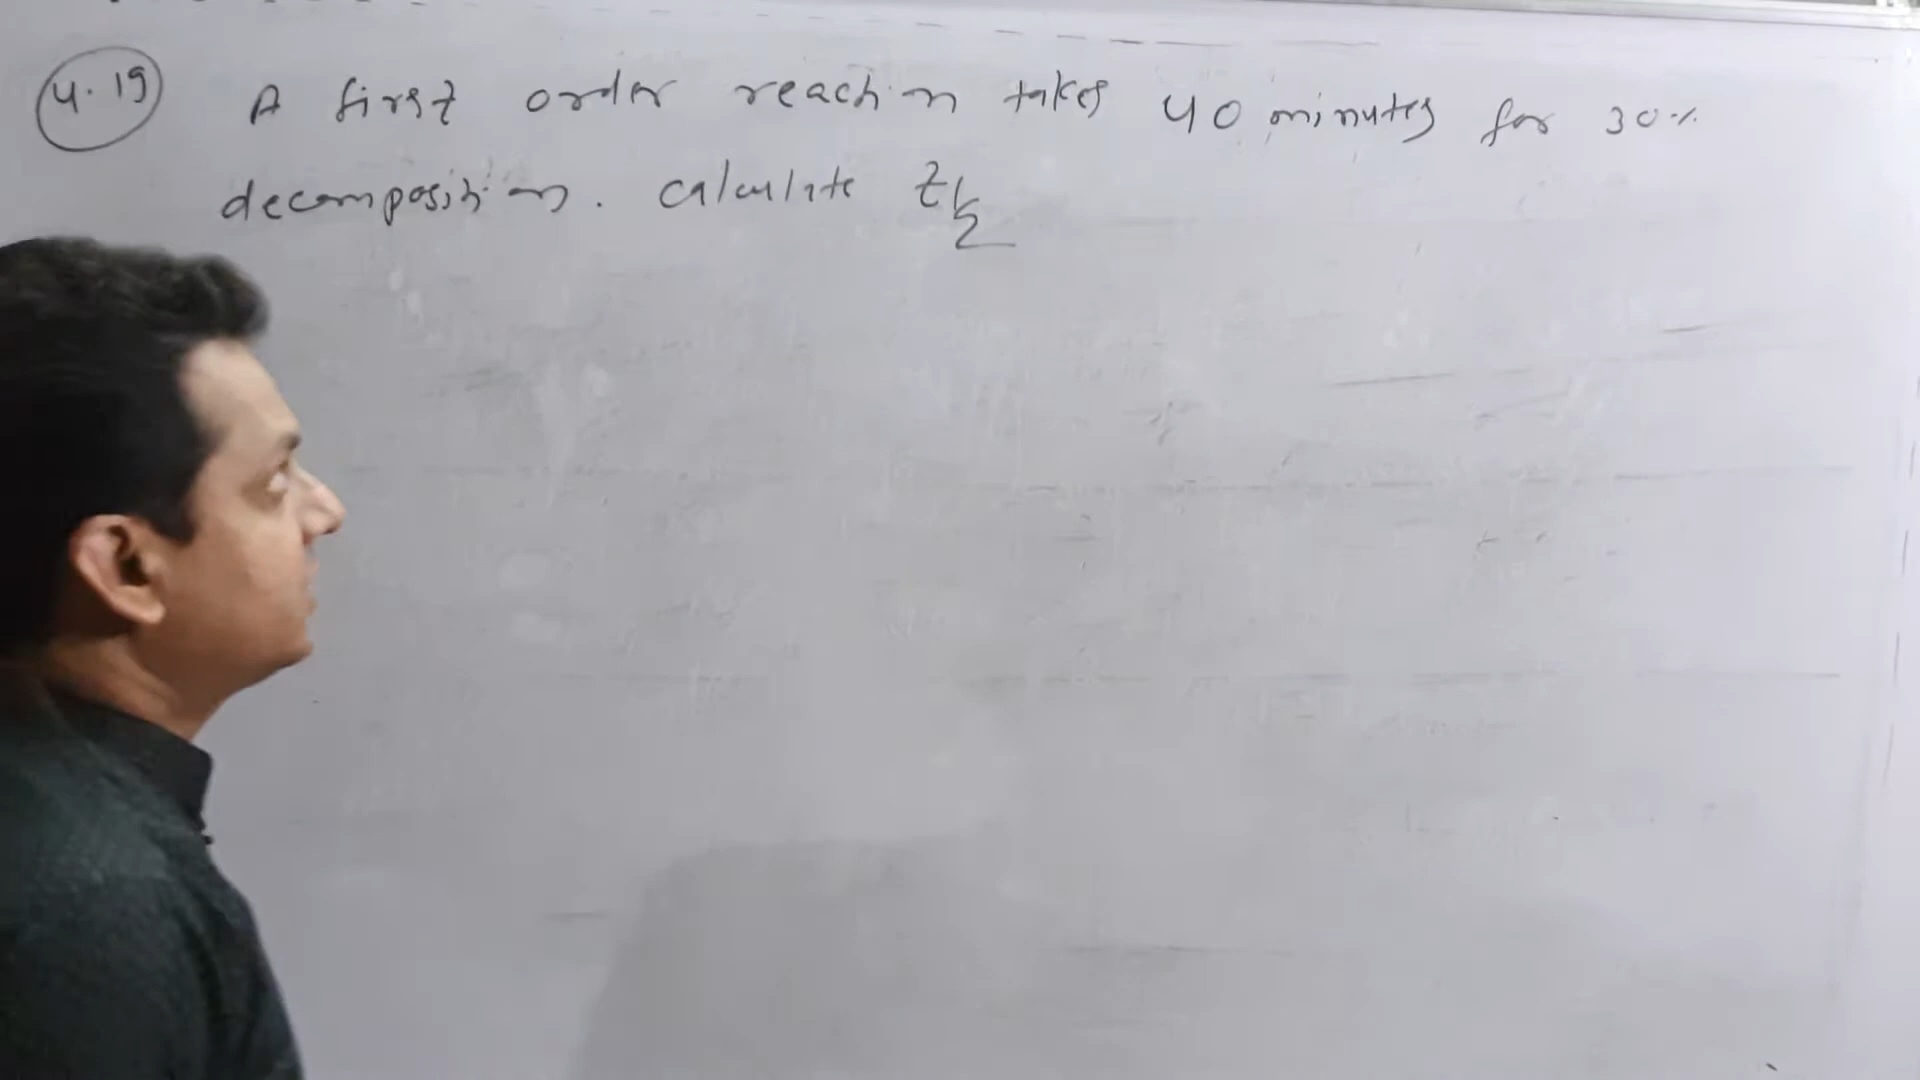 4.19 A first order reaction takes 40 minutes for 30%
decomposition. calculate t1/2